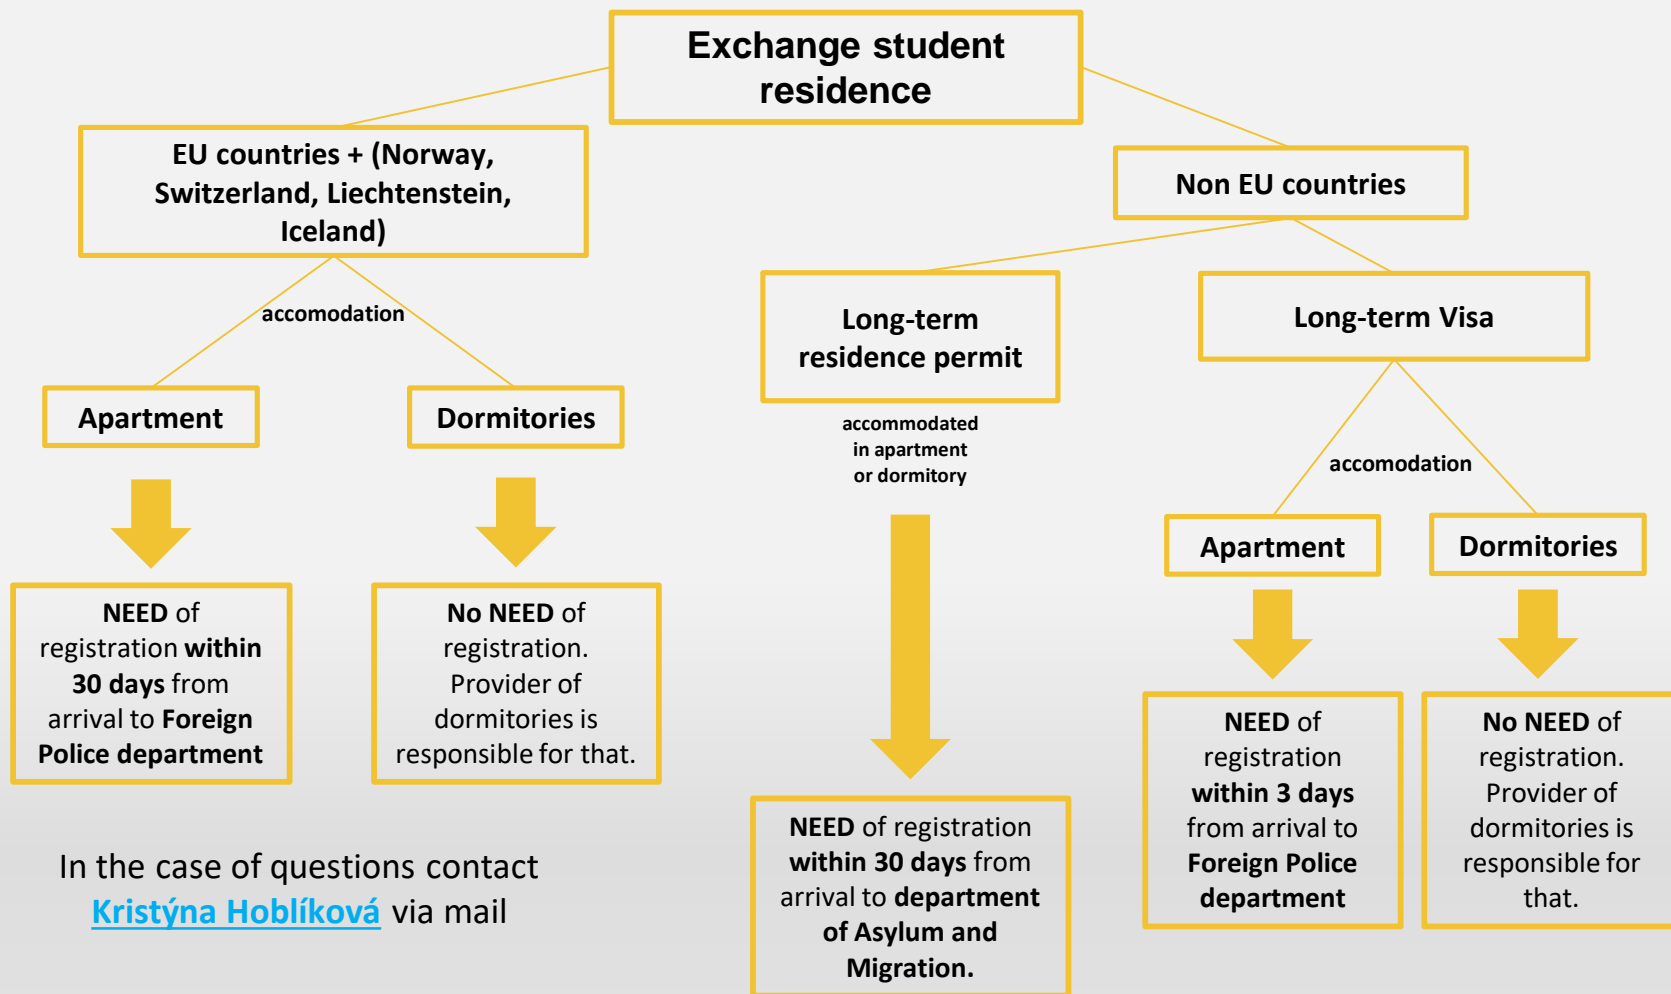 Exchange student
residence
EU countries + (Norway,
Switzerland, Liechtenstein,
Iceland)
Non EU countries
accomodation
Apartment
Dormitories
Long-term
residence permit
Long-term Visa
accommodated
in apartment
or dormitory
accomodation
Apartment
Dormitories
NEED of
registration within
30 days from
arrival to Foreign
Police department
No NEED of
registration.
Provider of
dormitories is
responsible for that.
NEED of registration
within 30 days from
arrival to department
of Asylum and
Migration.
NEED of
registration
within 3 days
from arrival to
Foreign Police
department
No NEED of
registration.
Provider of
dormitories is
responsible for
that.
In the case of questions contact
Kristýna Hoblíková via mail